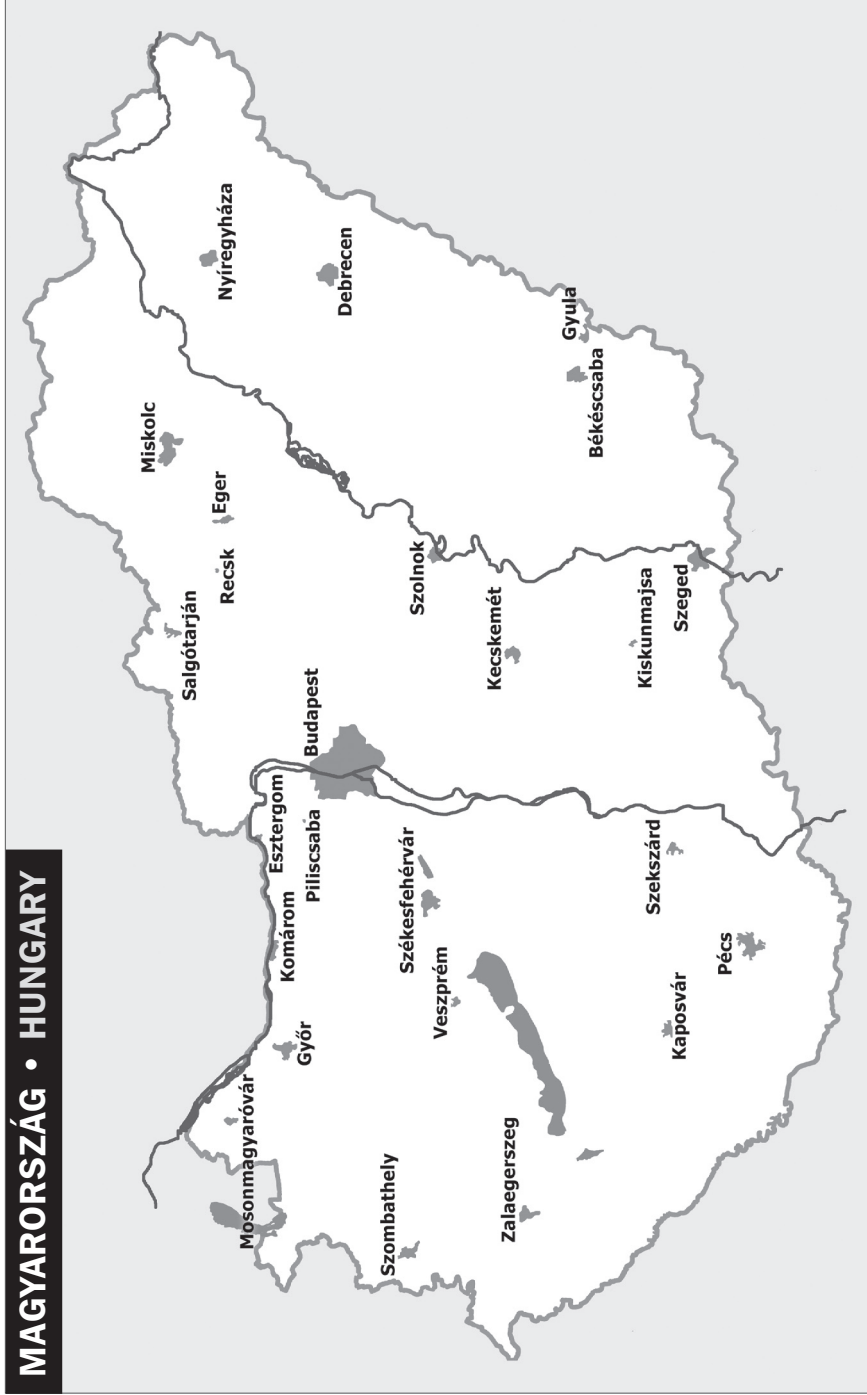 MAGYARORSZÁG • HUNGARY
Mosonmagyaróvár
Győr
Komárom
Esztergom
Piliscsaba
Budapest
Salgótarján
Recsk
Eger
Miskolc
Nyíregyháza
Debrecen
Szombathely
Zalaegerszeg
Veszprém
Székesfehérvár
Szolnok
Kecskemét
Kiskunmajsa
Szeged
Békéscsaba
Gyula
Kaposvár
Pécs
Szekszárd